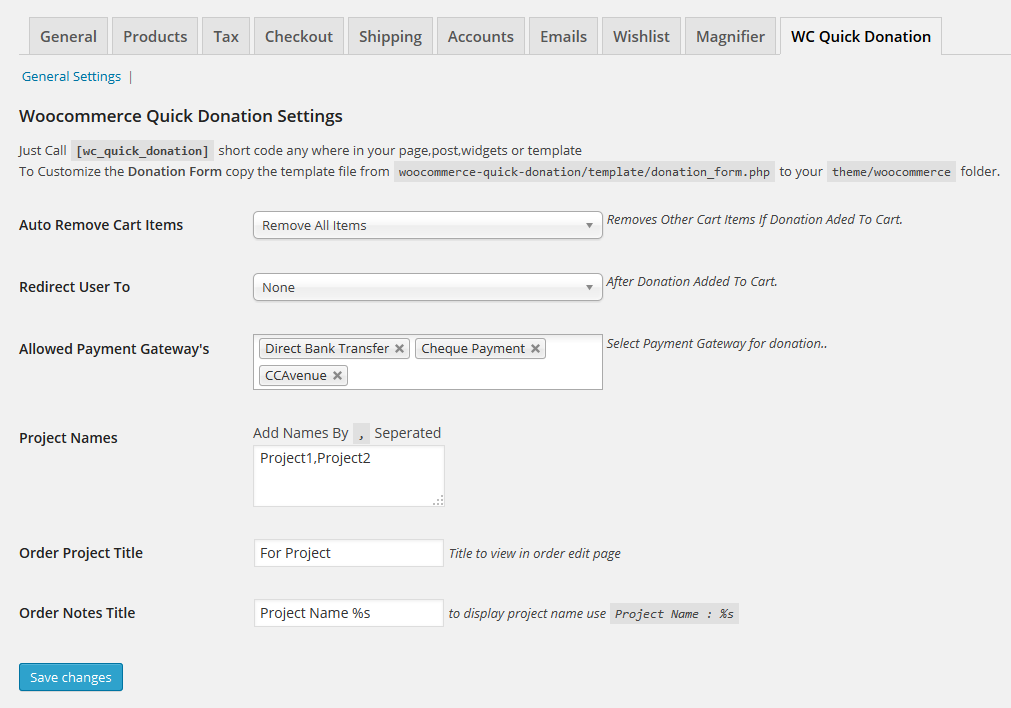 General Products Tax Checkout Shipping Accounts Emails Wishlist Magnifier WC Quick Donation
General Settings |
Woocommerce Quick Donation Settings
Just Call [wc_quick_donation] short code any where in your page,post,widgets or template
To Customize the Donation Form copy the template file from woocommerce-quick-donation/template/donation_form.php to your theme/woocommerce folder.
Auto Remove Cart Items Remove All Items Removes Other Cart Items If Donation Aded To Cart.
Redirect User To None After Donation Added To Cart.
Allowed Payment Gateway's Direct Bank Transfer × Cheque Payment × Select Payment Gateway for donation..
CCAvenue ×
Project Names Add Names By , Seperated
Project1,Project2
Order Project Title For Project Title to view in order edit page
Order Notes Title Project Name %s to display project name use Project Name : %s
Save changes